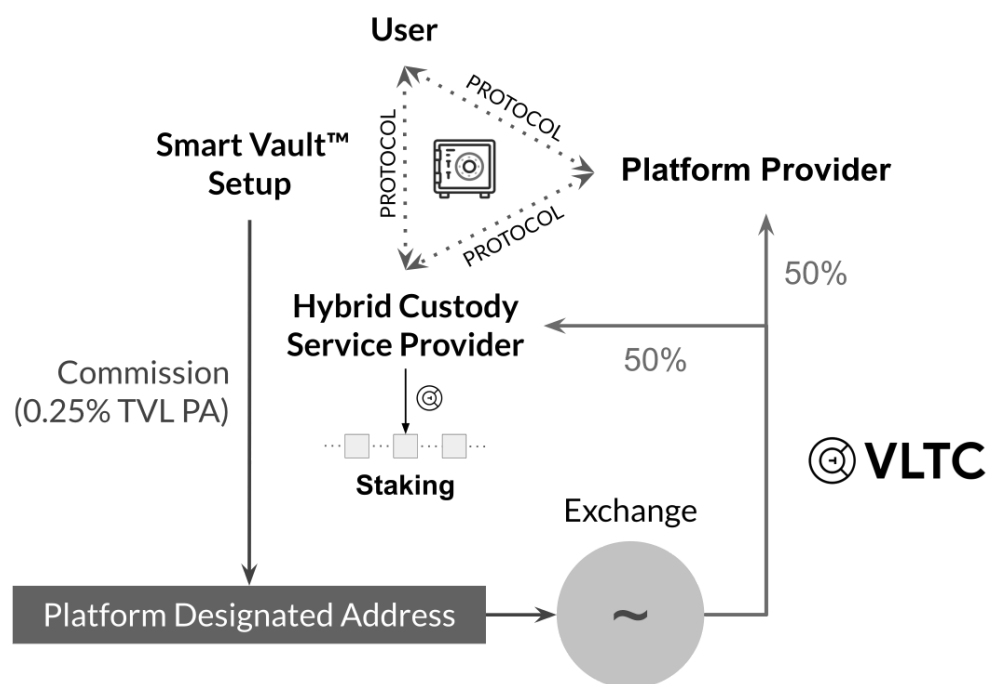 User
PROTOCOL
PROTOCOL
PROTOCOL
Smart Vault™
Setup
Platform Provider
50%
Hybrid Custody
Service Provider
50%
Commission
(0.25% TVL PA)
Staking
VLTC
Exchange
Platform Designated Address
~